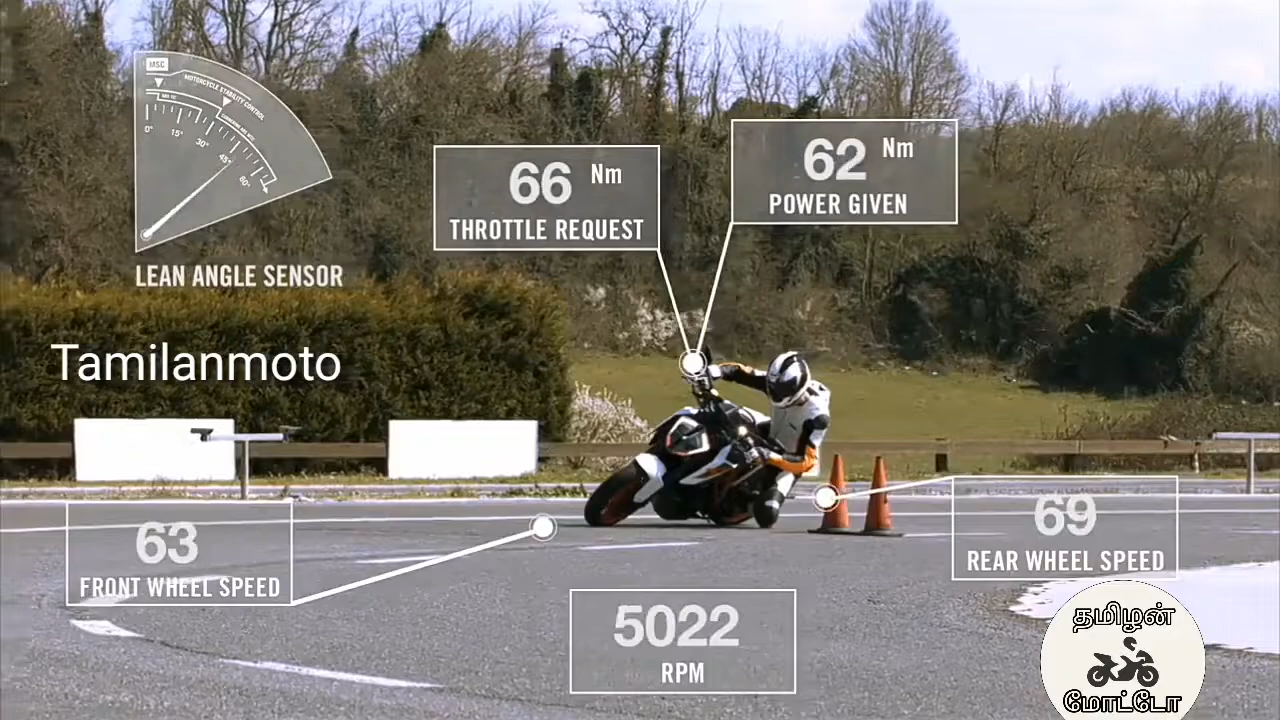 MSC
MOTORCYCLE STABILITY CONTROL
0° 15° 30° 45° 60°
LEAN ANGLE SENSOR
66 Nm
THROTTLE REQUEST
62 Nm
POWER GIVEN
Tamilanmoto
63
FRONT WHEEL SPEED
69
REAR WHEEL SPEED
5022
RPM
தமிழன்
மோட்டோ